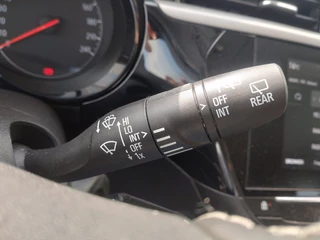 HI
LO
INT
OFF
1x
OFF
INT
REAR